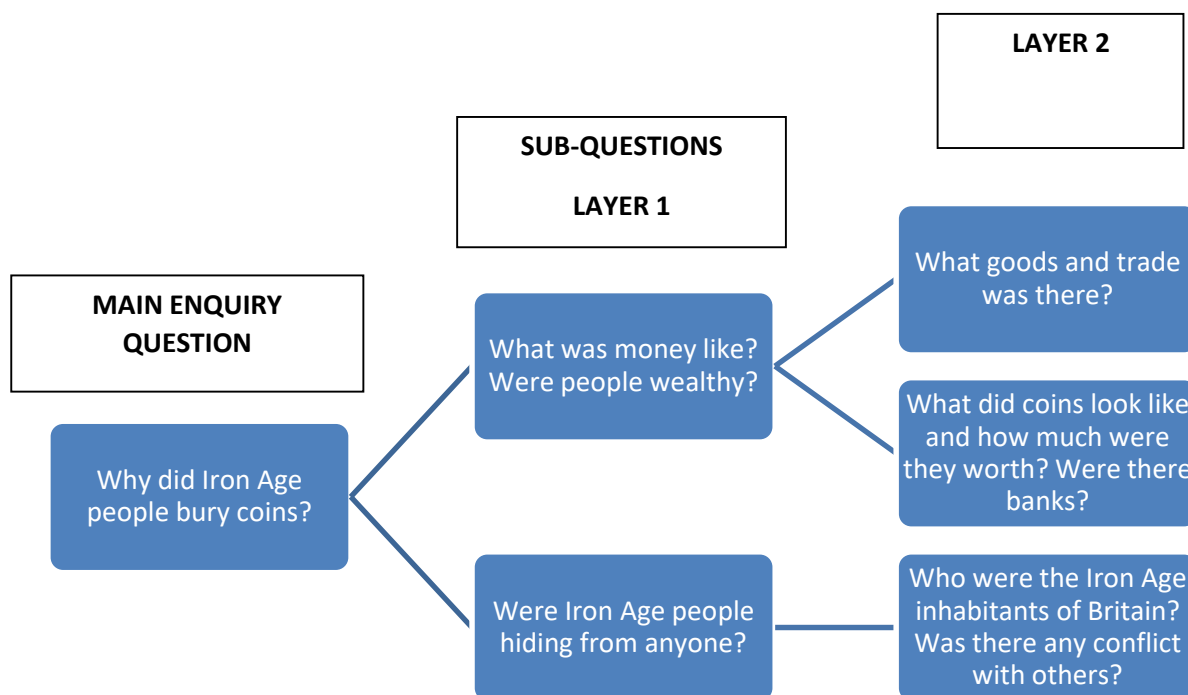 LAYER 2
SUB-QUESTIONS
LAYER 1
MAIN ENQUIRY
QUESTION
What goods and trade
was there?
What was money like?
Were people wealthy?
What did coins look like
and how much were
they worth? Were there
banks?
Why did Iron Age
people bury coins?
Were Iron Age people
hiding from anyone?
Who were the Iron Age
inhabitants of Britain?
Was there any conflict
with others?